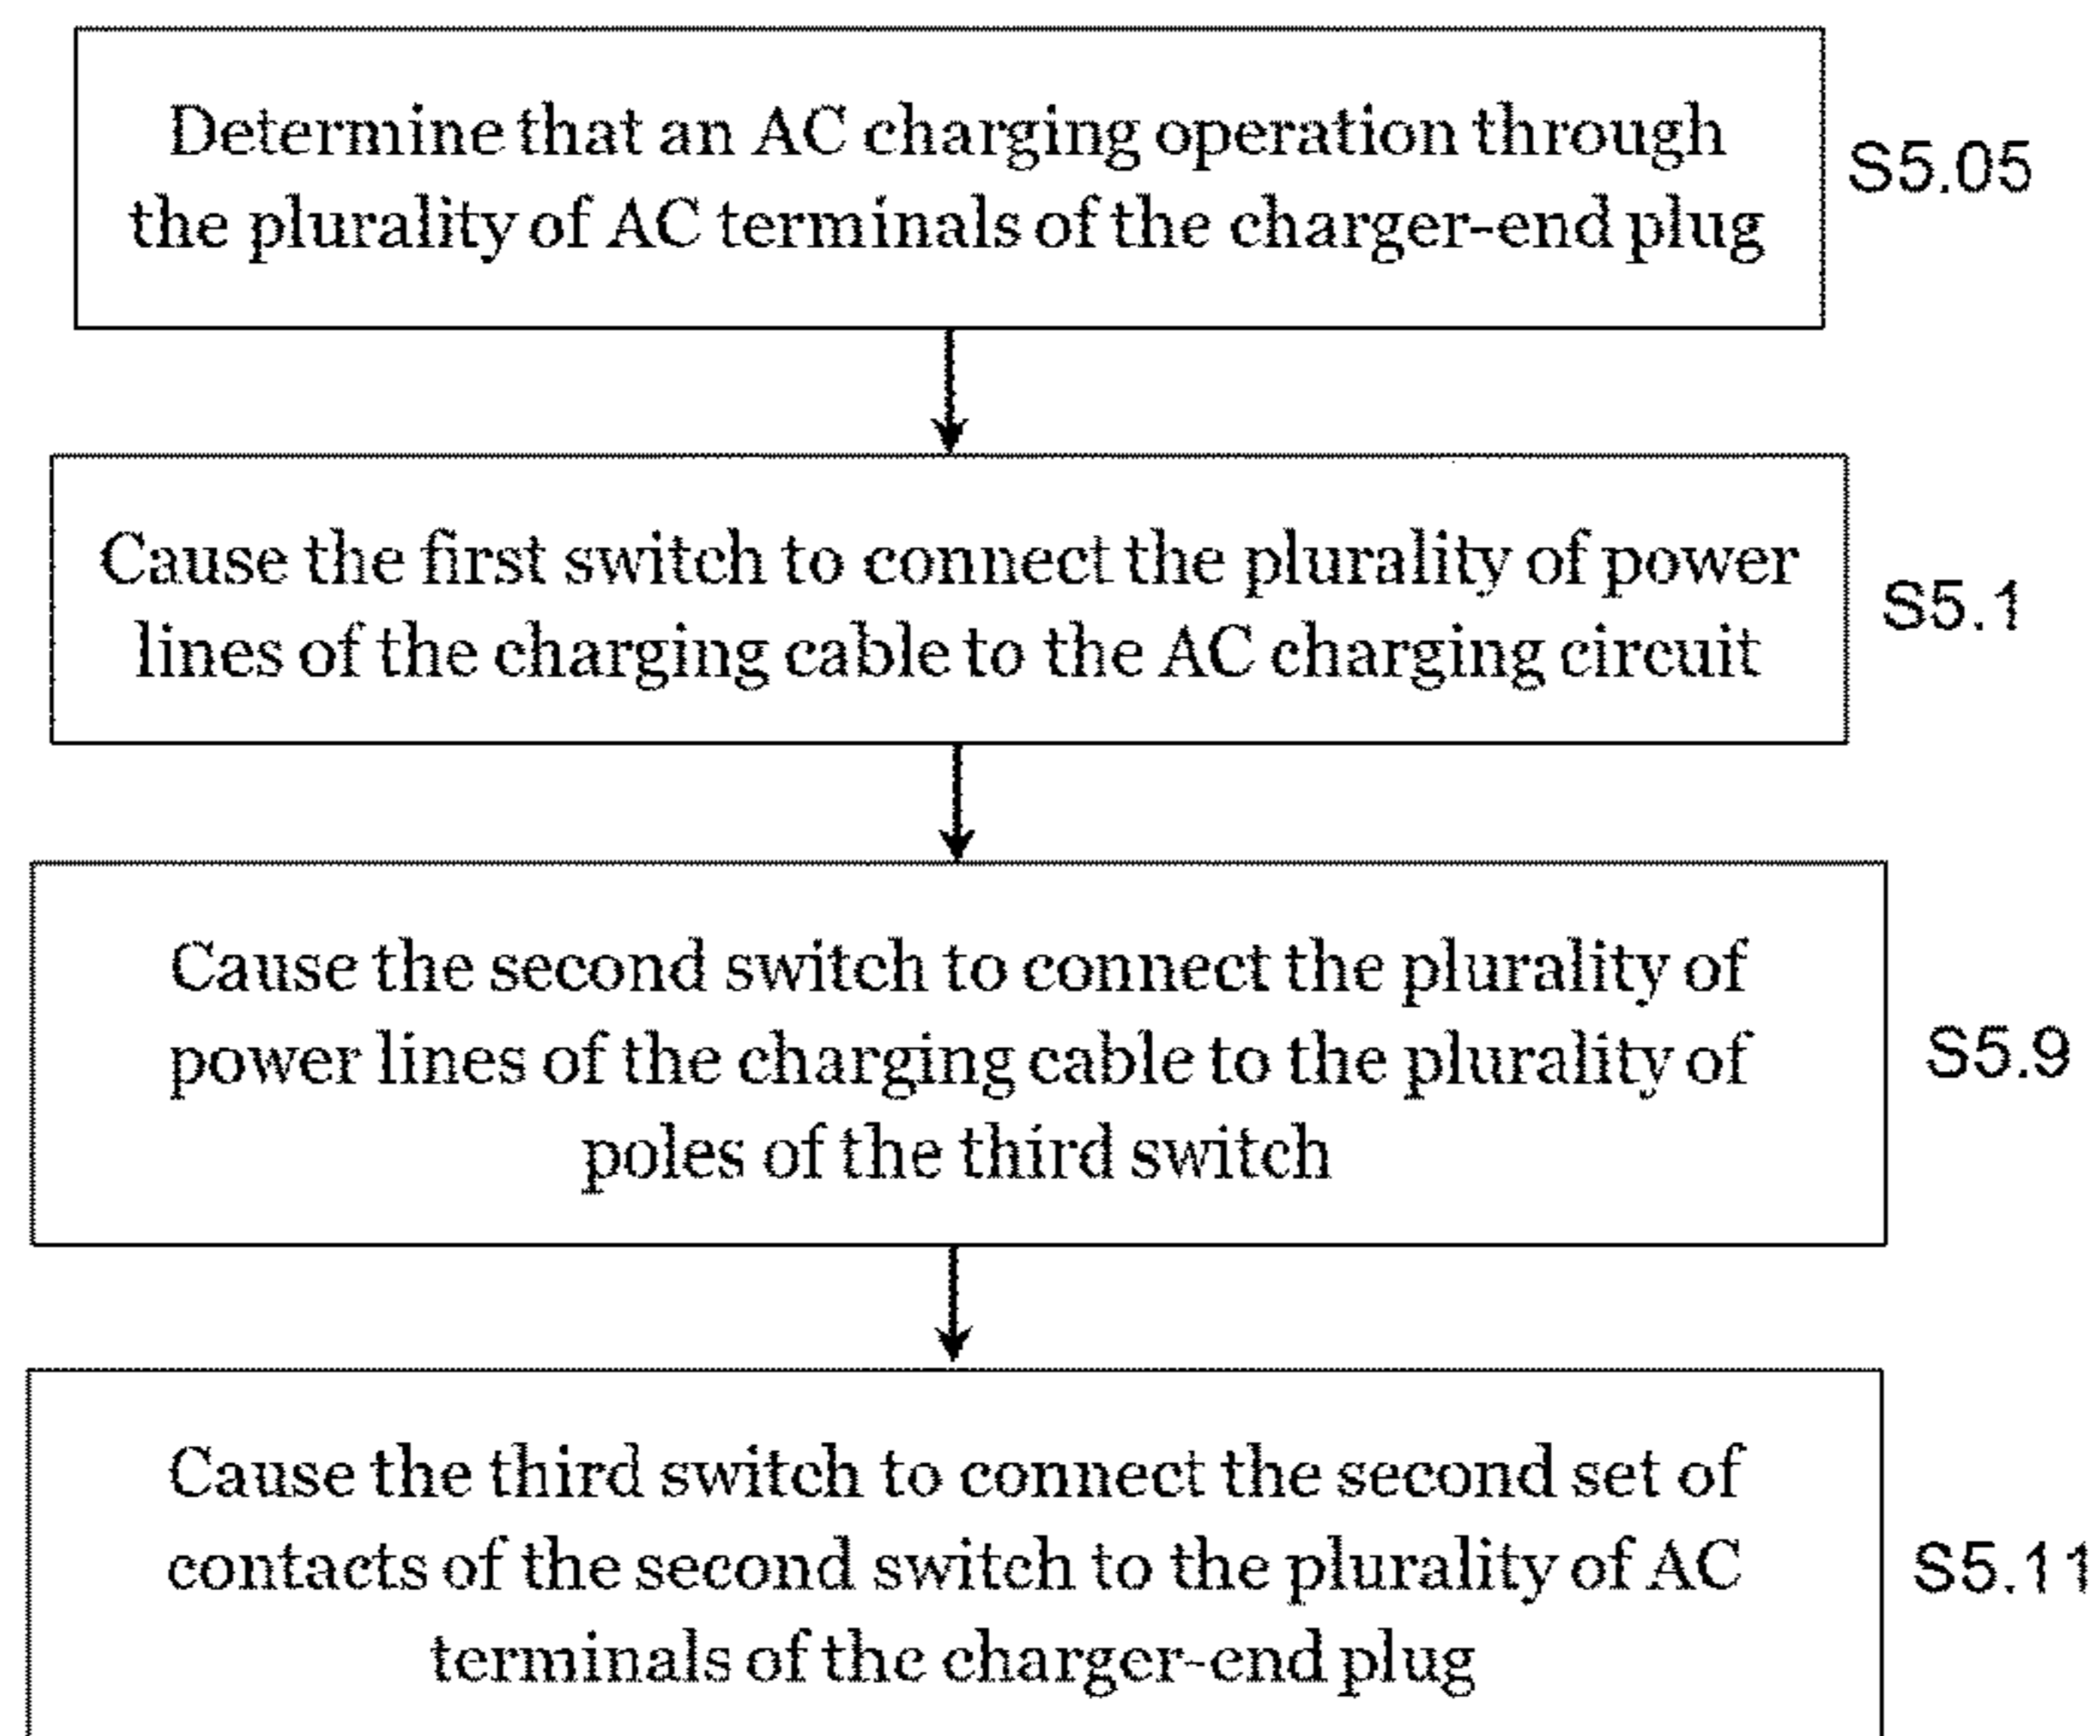 Determine that an AC charging operation through
the plurality of AC terminals of the charger-end plug
S5.05
Cause the first switch to connect the plurality of power
lines of the charging cable to the AC charging circuit
S5.1
Cause the second switch to connect the plurality of
power lines of the charging cable to the plurality of
poles of the third switch
S5.9
Cause the third switch to connect the second set of
contacts of the second switch to the plurality of AC
terminals of the charger-end plug
S5.11